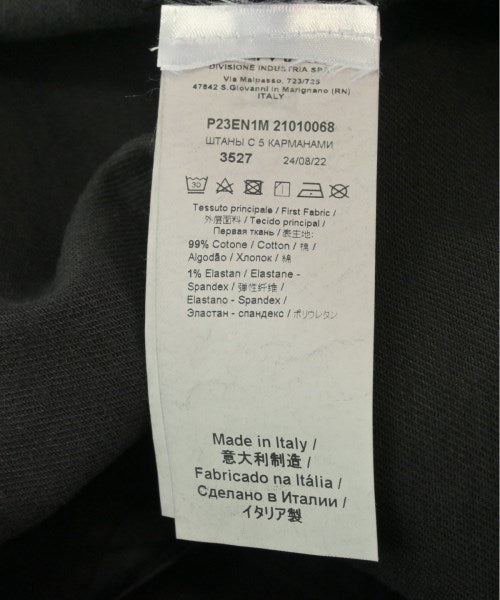 DIVISIONE INDUSTRIA SPA
Via Malpasso, 723/725
47842 S.Giovanni in Marignano (RN)
ITALY
P23EN1M 21010068
ШТАНЫ С 5 КАРМАНАМИ
3527 24/08/22
30
Tessuto principale / First Fabric /
外層面料 / Tecido principal /
Первая ткань / 表生地:
99% Cotone / Cotton / 棉 /
Algodão / Хлопок / 綿
1% Elastan / Elastane -
Spandex / 弹性纤维 /
Elastano - Spandex /
Эластан - спандекс / ポリウレタン
Made in Italy /
意大利制造 /
Fabricado na Itália /
Сделано в Италии /
イタリア製